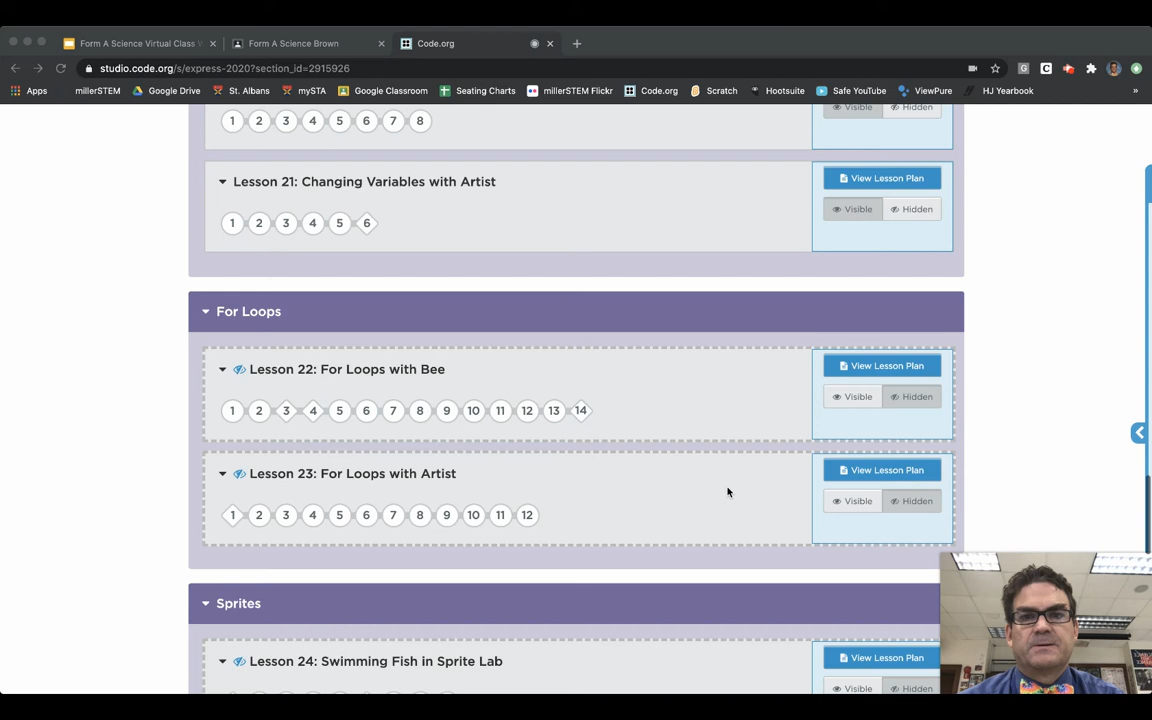 Form A Science Virtual Class W
Form A Science Brown
Code.org
studio.code.org/s/express-2020?section_id=2915926
Apps millerSTEM Google Drive St. Albans mySTA Google Classroom Seating Charts millerSTEM Flickr Code.org Scratch Hootsuite Safe YouTube ViewPure HJ Yearbook »
Visible Hidden
1 2 3 4 5 6 7 8
Lesson 21: Changing Variables with Artist
View Lesson Plan
1 2 3 4 5 6
Visible Hidden
For Loops
Lesson 22: For Loops with Bee
View Lesson Plan
Visible Hidden
1 2 3 4 5 6 7 8 9 10 11 12 13 14
Lesson 23: For Loops with Artist
View Lesson Plan
Visible Hidden
1 2 3 4 5 6 7 8 9 10 11 12
Sprites
Lesson 24: Swimming Fish in Sprite Lab
View Lesson Plan
Visible Hidden